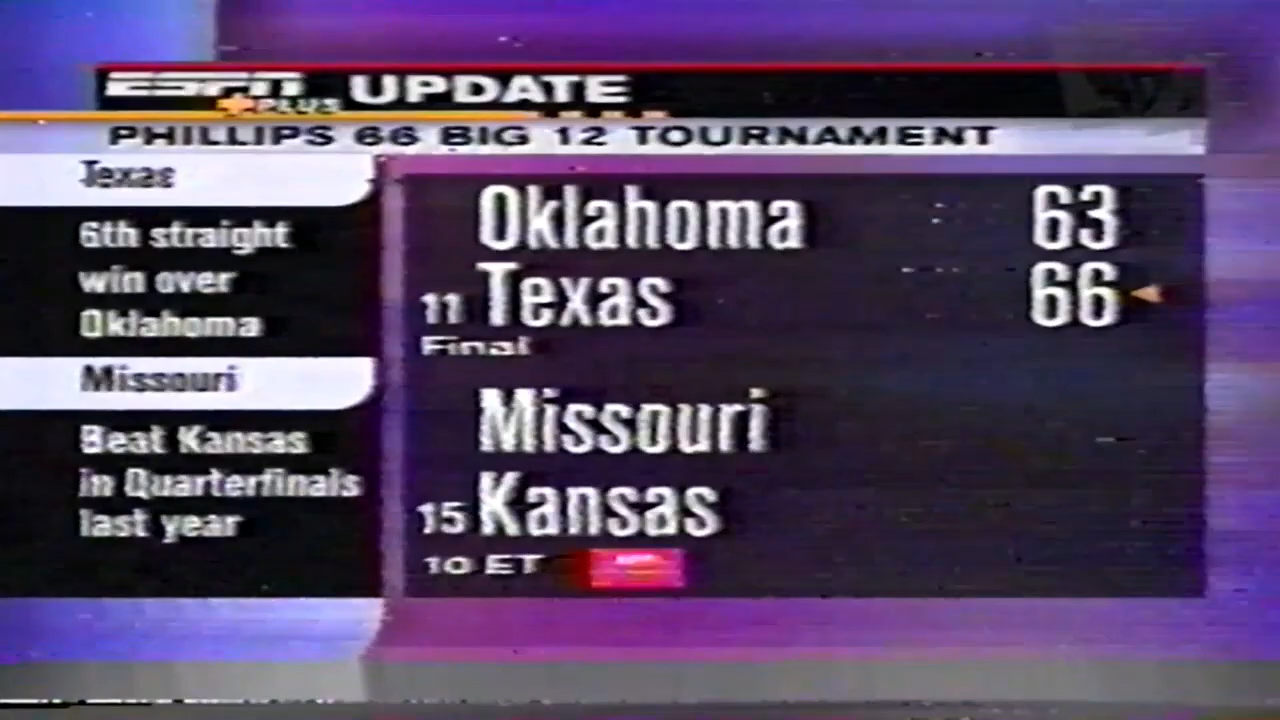 ESPN PLUS UPDATE
PHILLIPS 66 BIG 12 TOURNAMENT
Texas
6th straight
win over
Oklahoma
Missouri
Beat Kansas
in Quarterfinals
last year
Oklahoma 63
11 Texas 66
Final
Missouri
15 Kansas
10 ET